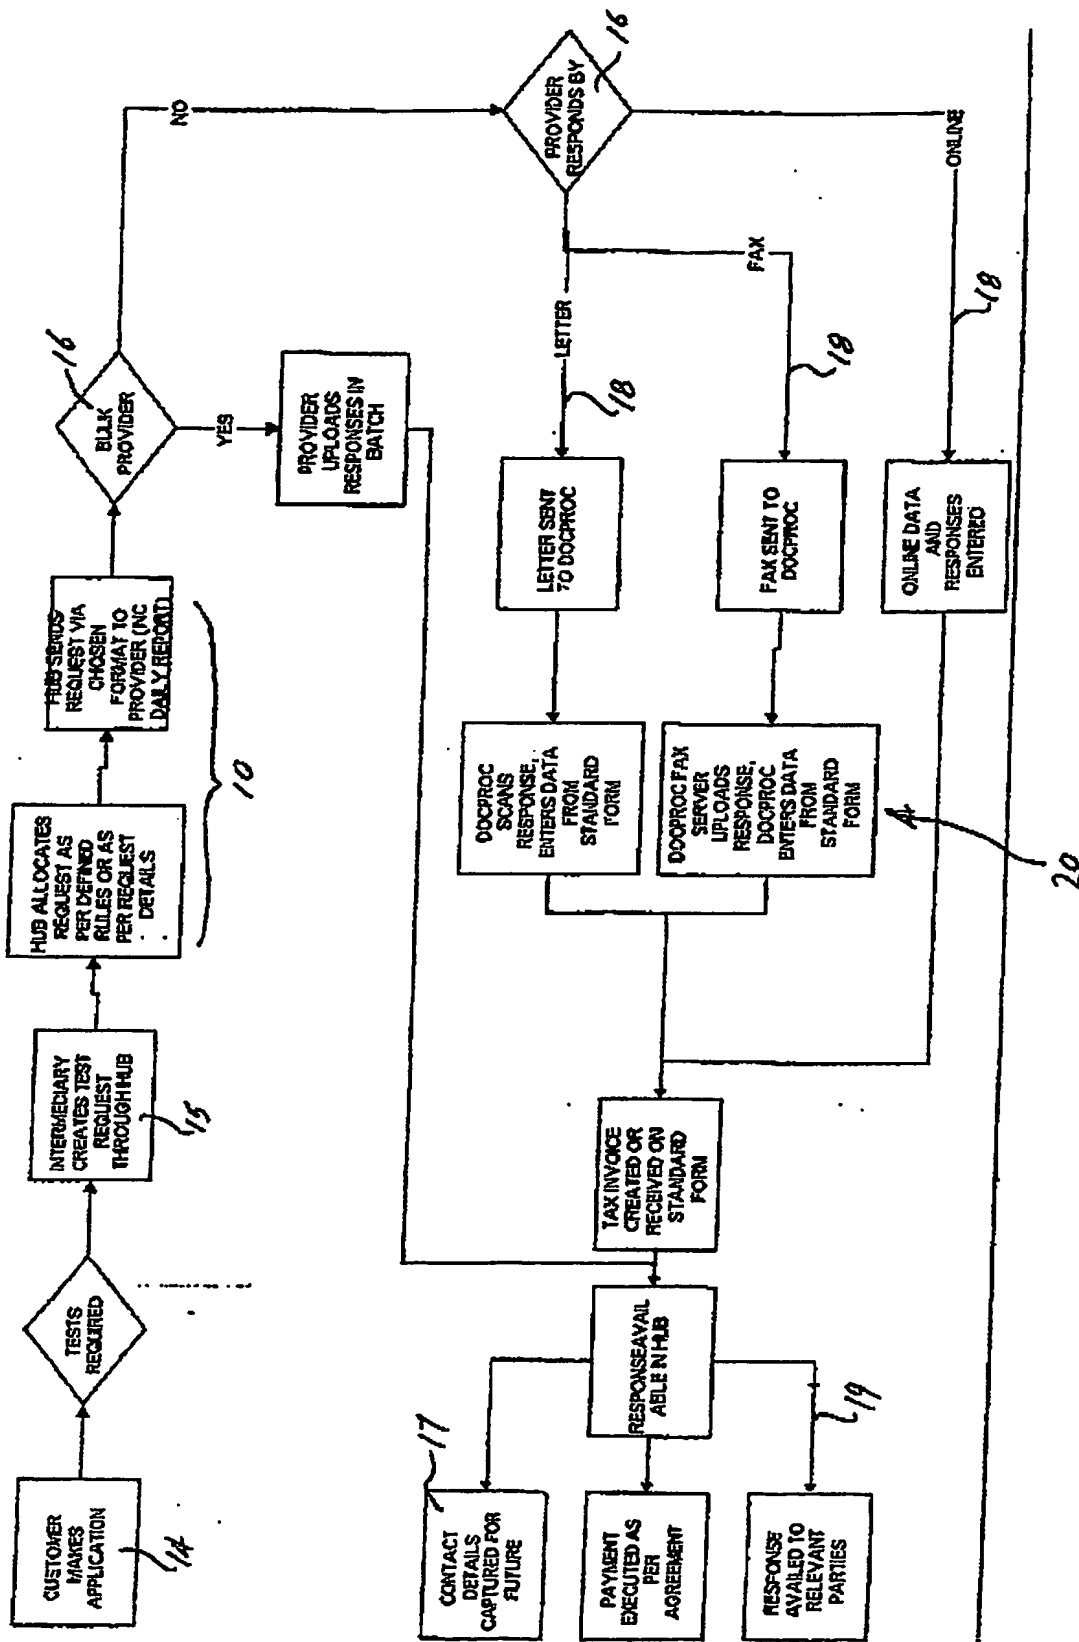 CUSTOMER
MAKES
APPLICATION
14
TESTS
REQUIRED
INTERMEDIARY
CREATES TEST
REQUEST
THROUGH HUB
15
HUB ALLOCATES
REQUEST AS
PER DEFINED
RULES OR AS
PER REQUEST
DETAILS
HUB SENDS
REQUEST VIA
CHOSEN
FORMAT TO
PROVIDER (NC
DAILY REPORT)
10
BULK
PROVIDER
16
YES
NO
PROVIDER
UPLOADS
RESPONSES IN
BATCH
PROVIDER
RESPONDS BY
16
LETTER
18
FAX
18
ONLINE
18
LETTER SENT
TO DOCPROC
FAX SENT TO
DOCPROC
ONLINE DATA
AND
RESPONSES
ENTERED
DOCPROC
SCANS
RESPONSE,
ENTERS DATA
FROM
STANDARD
FORM
DOCPROC FAX
SERVER
UPLOADS
RESPONSE,
DOCPROC
ENTERS DATA
FROM
STANDARD
FORM
20
TAX INVOICE
CREATED OR
RECEIVED ON
STANDARD
FORM
RESPONSEAVAIL
ABLE IN HUB
CONTACT
DETAILS
CAPTURED FOR
FUTURE
17
PAYMENT
EXECUTED AS
PER
AGREEMENT
RESPONSE
AVAILED TO
RELEVANT
PARTIES
19